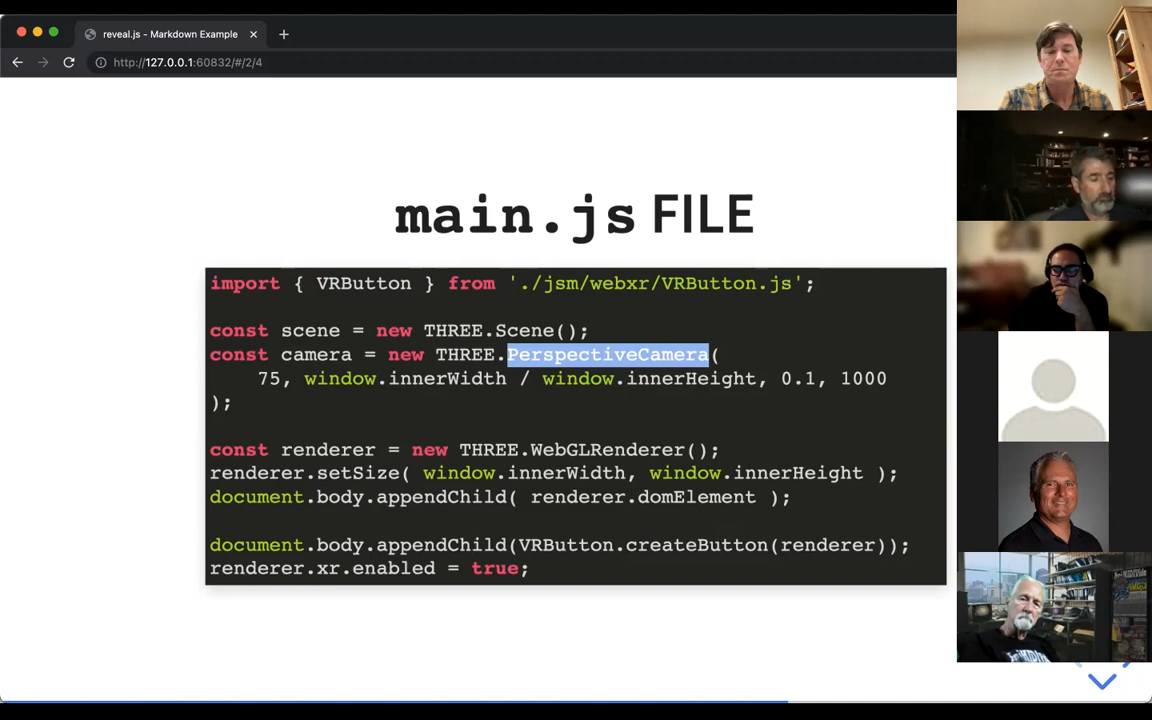 reveal.js - Markdown Example
http://127.0.0.1:60832/#/2/4
main.js FILE
import { VRButton } from './jsm/webxr/VRButton.js';
const scene = new THREE.Scene();
const camera = new THREE.PerspectiveCamera(
75, window.innerWidth / window.innerHeight, 0.1, 1000
);
const renderer = new THREE.WebGLRenderer();
renderer.setSize( window.innerWidth, window.innerHeight );
document.body.appendChild( renderer.domElement );
document.body.appendChild(VRButton.createButton(renderer));
renderer.xr.enabled = true;